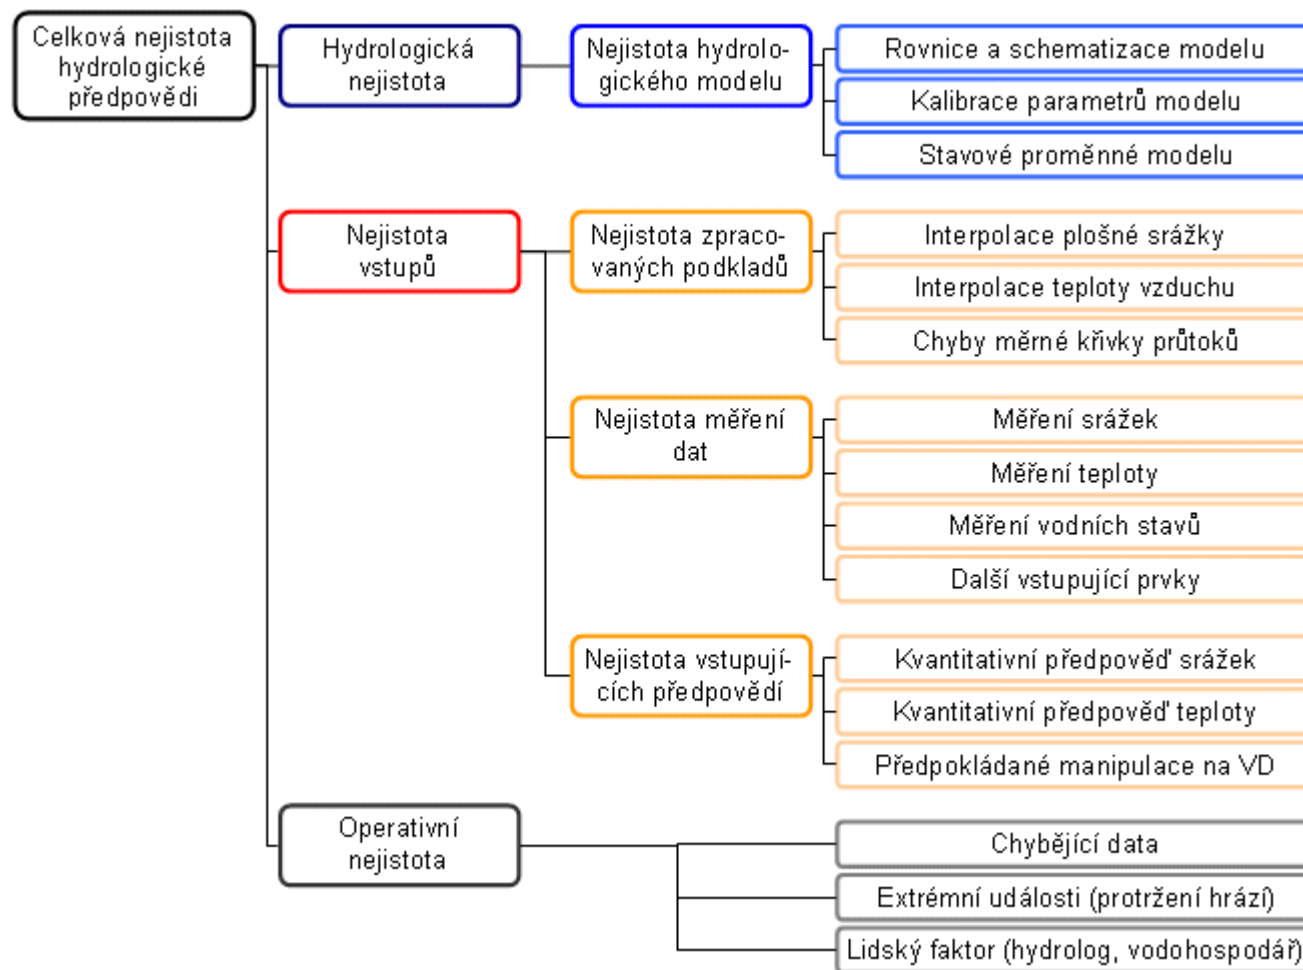 Celková nejistota
hydrologické
předpovědi
Hydrologická
nejistota
Nejistota hydrolo-
gického modelu
Rovnice a schematizace modelu
Kalibrace parametrů modelu
Stavové proměnné modelu
Nejistota
vstupů
Nejistota zpraco-
vaných podkladů
Interpolace plošné srážky
Interpolace teploty vzduchu
Chyby měrné křivky průtoků
Nejistota měření
dat
Měření srážek
Měření teploty
Měření vodních stavů
Další vstupující prvky
Nejistota vstupují-
cích předpovědí
Kvantitativní předpověď srážek
Kvantitativní předpověď teploty
Předpokládané manipulace na VD
Operativní
nejistota
Chybějící data
Extrémní události (protržení hrází)
Lidský faktor (hydrolog, vodohospodář)